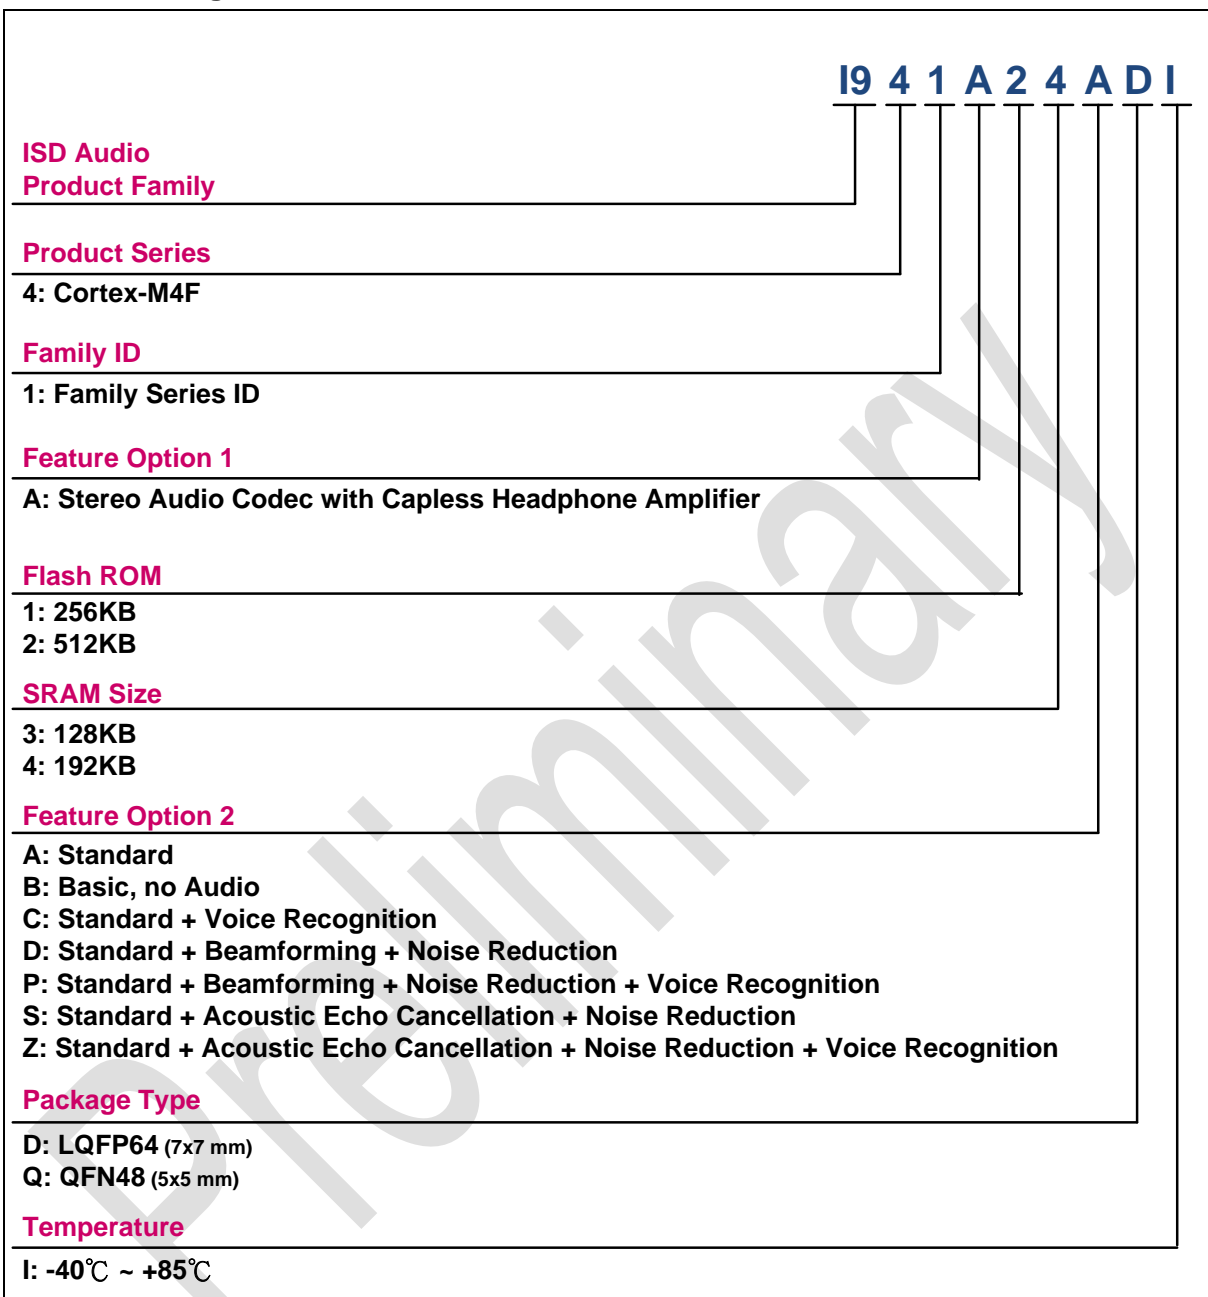 I9 4 1 A 2 4 A D I
ISD Audio
Product Family
Product Series
4: Cortex-M4F
Family ID
1: Family Series ID
Feature Option 1
A: Stereo Audio Codec with Capless Headphone Amplifier
Flash ROM
1: 256KB
2: 512KB
SRAM Size
3: 128KB
4: 192KB
Feature Option 2
A: Standard
B: Basic, no Audio
C: Standard + Voice Recognition
D: Standard + Beamforming + Noise Reduction
P: Standard + Beamforming + Noise Reduction + Voice Recognition
S: Standard + Acoustic Echo Cancellation + Noise Reduction
Z: Standard + Acoustic Echo Cancellation + Noise Reduction + Voice Recognition
Package Type
D: LQFP64 (7x7 mm)
Q: QFN48 (5x5 mm)
Temperature
I: -40℃ ~ +85℃
Preliminary